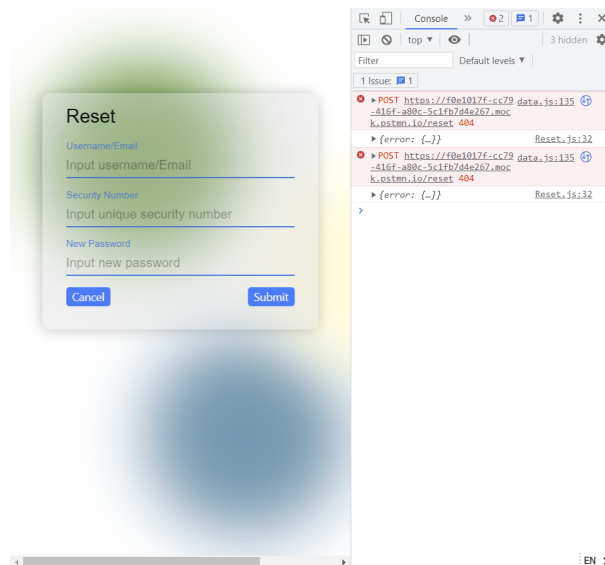 Reset
Username/Email
Input username/Email
Security Number
Input unique security number
New Password
Input new password
Cancel Submit
Console » 2 1
top ▼ 3 hidden
Filter Default levels ▼
1 Issue: 1
▶POST https://f0e1017f-cc79 data.js:135
-416f-a80c-5c1fb7d4e267.moc
k.pstmn.io/reset 404
▶{error: {…}} Reset.js:32
▶POST https://f0e1017f-cc79 data.js:135
-416f-a80c-5c1fb7d4e267.moc
k.pstmn.io/reset 404
▶{error: {…}} Reset.js:32
EN